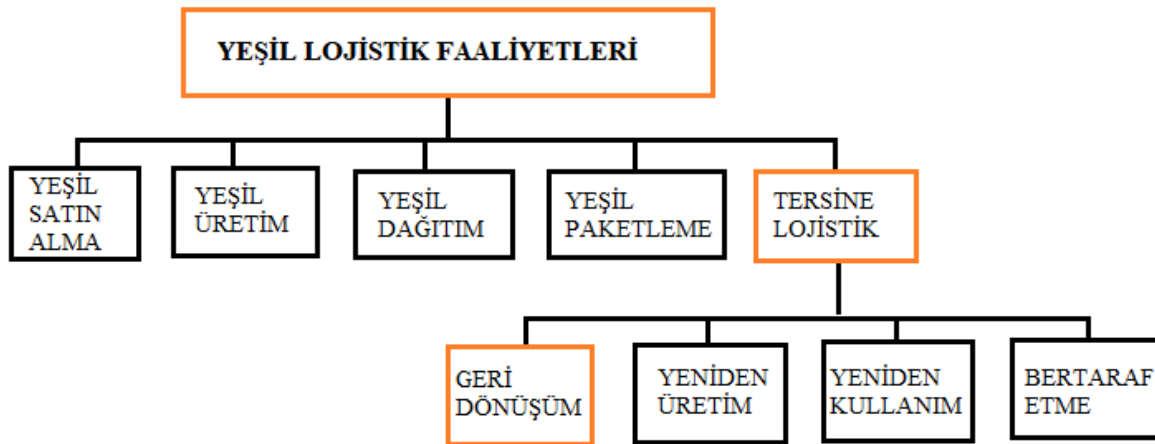 YEŞİL LOJİSTİK FAALİYETLERİ
YEŞİL
SATIN
ALMA
YEŞİL
ÜRETİM
YEŞİL
DAĞITIM
YEŞİL
PAKETLEME
TERSİNE
LOJİSTİK
GERİ
DÖNÜŞÜM
YENİDEN
ÜRETİM
YENİDEN
KULLANIM
BERTARAF
ETME